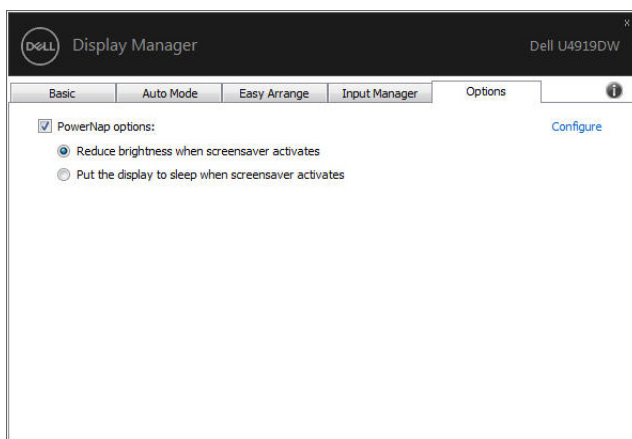 DELL Display Manager Dell U4919DW
Basic Auto Mode Easy Arrange Input Manager Options
PowerNap options: Configure
Reduce brightness when screensaver activates
Put the display to sleep when screensaver activates